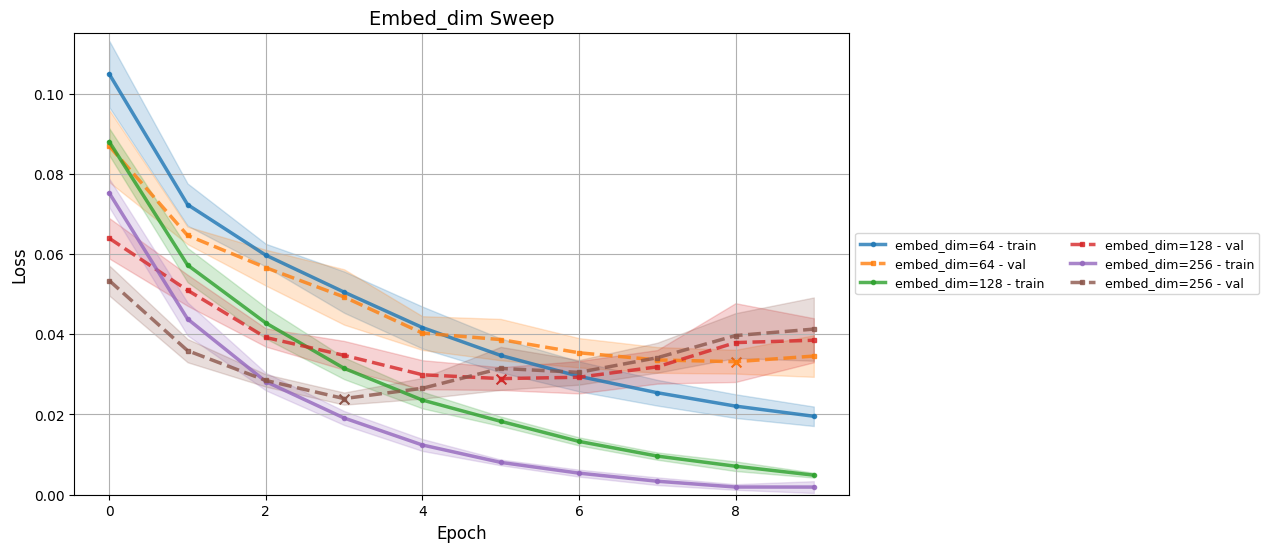 Embed_dim Sweep
Loss
0.10
0.08
0.06
0.04
0.02
0.00
0
2
4
6
8
Epoch
embed_dim=64 - train
embed_dim=64 - val
embed_dim=128 - train
embed_dim=128 - val
embed_dim=256 - train
embed_dim=256 - val